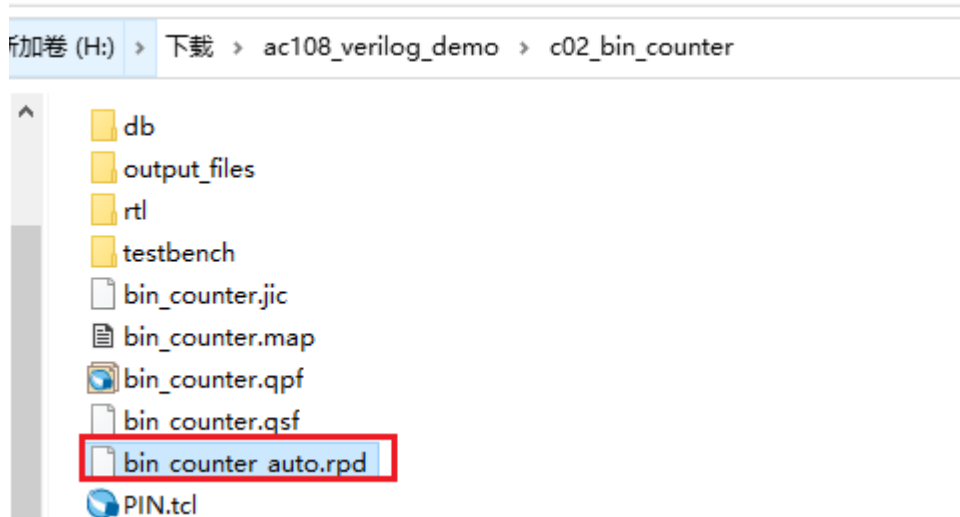 新加卷 (H:) > 下载 > ac108_verilog_demo > c02_bin_counter
db
output_files
rtl
testbench
bin_counter.jic
bin_counter.map
bin_counter.qpf
bin_counter.qsf
bin_counter_auto.rpd
PIN.tcl